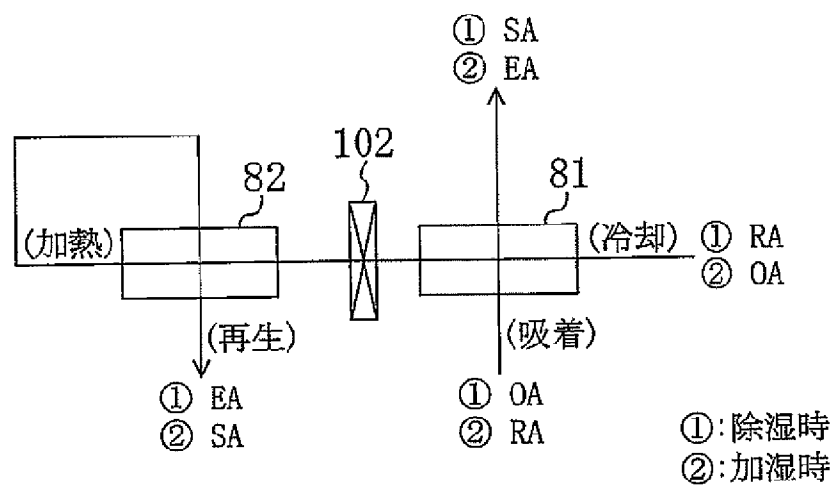 ① SA
② EA
102
82
81
(加熱)
(冷却)
① RA
② OA
(再生)
(吸着)
① EA
② SA
① OA
② RA
①:除湿時
②:加湿時